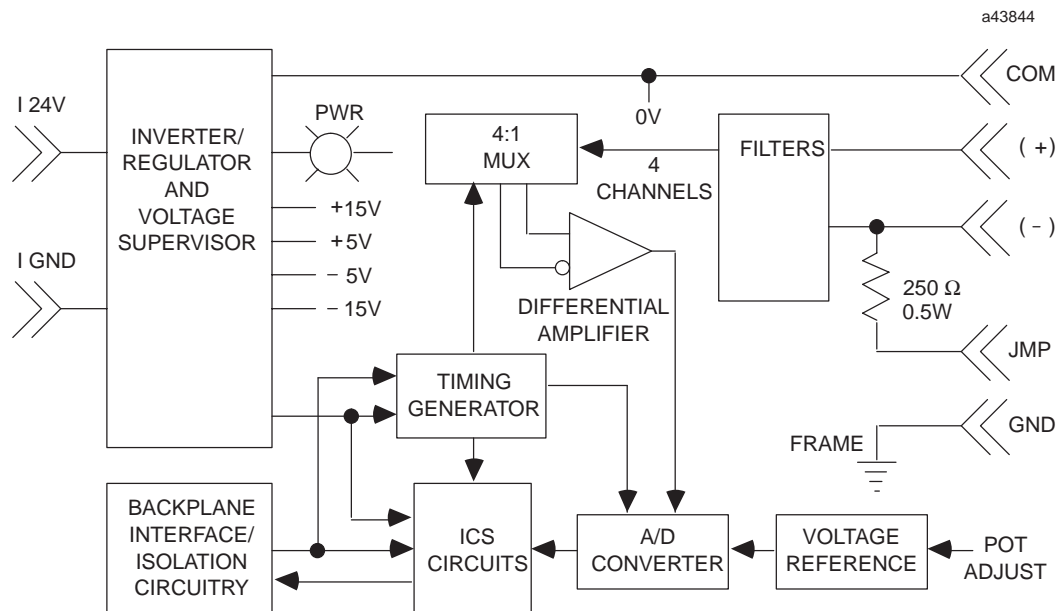 a43844
COM
I 24V
INVERTER/
REGULATOR
AND
VOLTAGE
SUPERVISOR
PWR
+15V
+5V
− 5V
− 15V
I GND
4:1
MUX
0V
4
CHANNELS
FILTERS
( + )
( − )
DIFFERENTIAL
AMPLIFIER
250 Ω
0.5W
JMP
TIMING
GENERATOR
FRAME
GND
BACKPLANE
INTERFACE/
ISOLATION
CIRCUITRY
ICS
CIRCUITS
A/D
CONVERTER
VOLTAGE
REFERENCE
POT
ADJUST